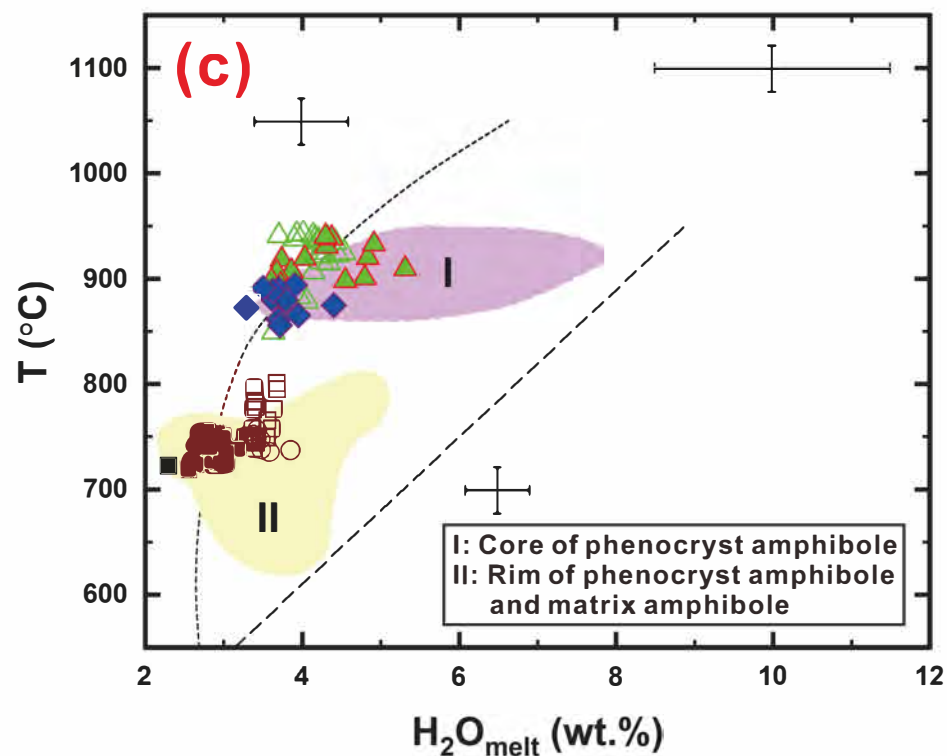 (c)
T (°C)
1100
1000
900
800
700
600
I
II
I: Core of phenocryst amphibole
II: Rim of phenocryst amphibole
and matrix amphibole
2 4 6 8 10 12
H₂Omelt (wt.%)